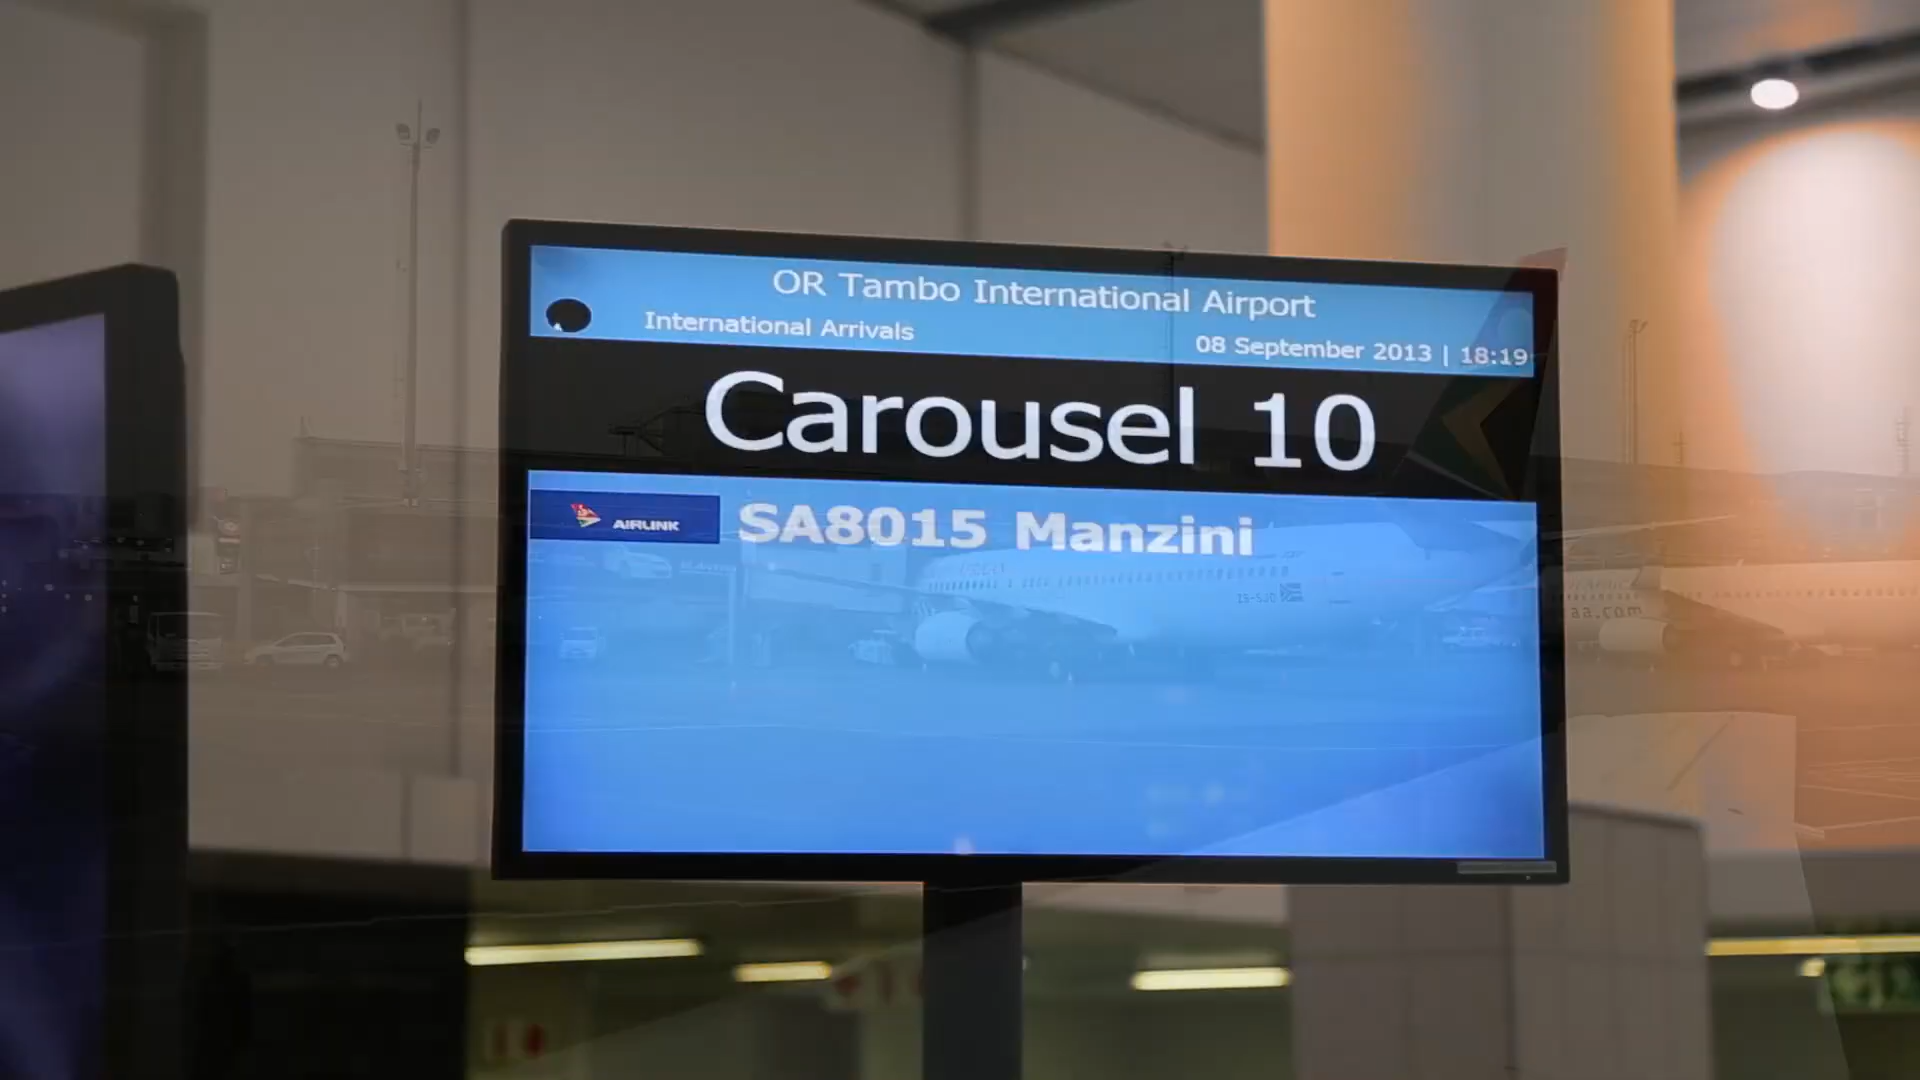 OR Tambo International Airport
International Arrivals
08 September 2013 | 18:19
Carousel 10
AIRLINK
SA8015 Manzini